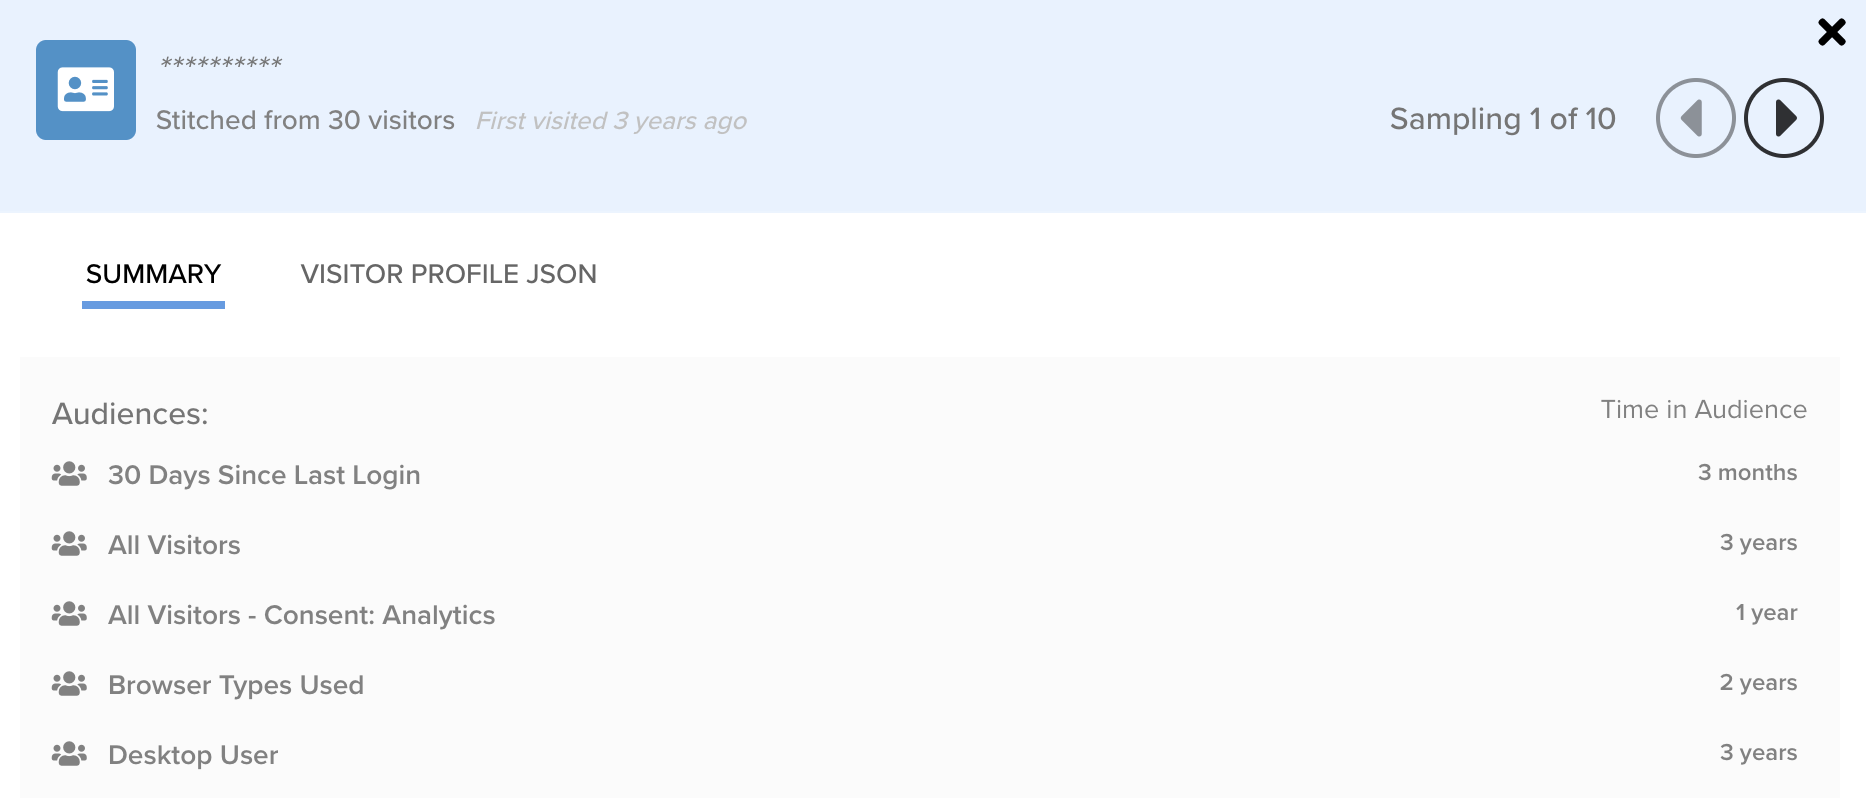 **********
Stitched from 30 visitors First visited 3 years ago
Sampling 1 of 10
SUMMARY VISITOR PROFILE JSON
Audiences: Time in Audience
30 Days Since Last Login 3 months
All Visitors 3 years
All Visitors - Consent: Analytics 1 year
Browser Types Used 2 years
Desktop User 3 years